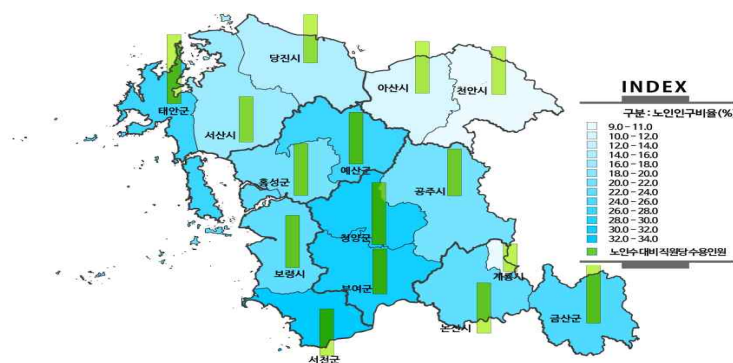 당진시
아산시
천안시
태안군
서산시
예산군
홍성군
공주시
청양군
보령시
부여군
계룡시
논산시
금산군
서천군
INDEX
구분 : 노인인구비율(%)
9.0 - 11.0
10.0 - 12.0
12.0 - 14.0
14.0 - 16.0
16.0 - 18.0
18.0 - 20.0
20.0 - 22.0
22.0 - 24.0
24.0 - 26.0
26.0 - 28.0
28.0 - 30.0
30.0 - 32.0
32.0 - 34.0
노인수대비직원당수용인원